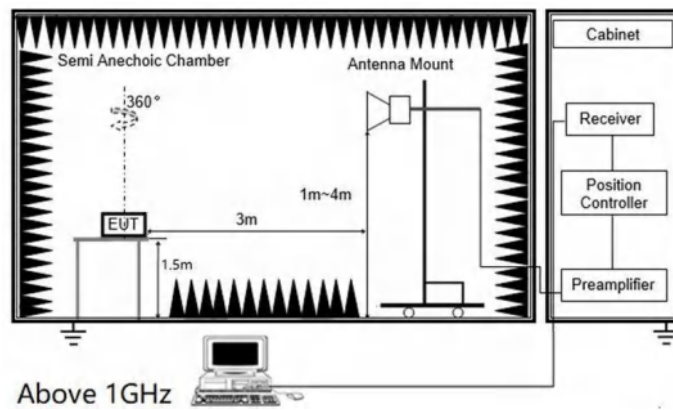 Semi Anechoic Chamber
Antenna Mount
Cabinet
360°
Receiver
1m~4m
Position
Controller
EUT
3m
1.5m
Preamplifier
Above 1GHz